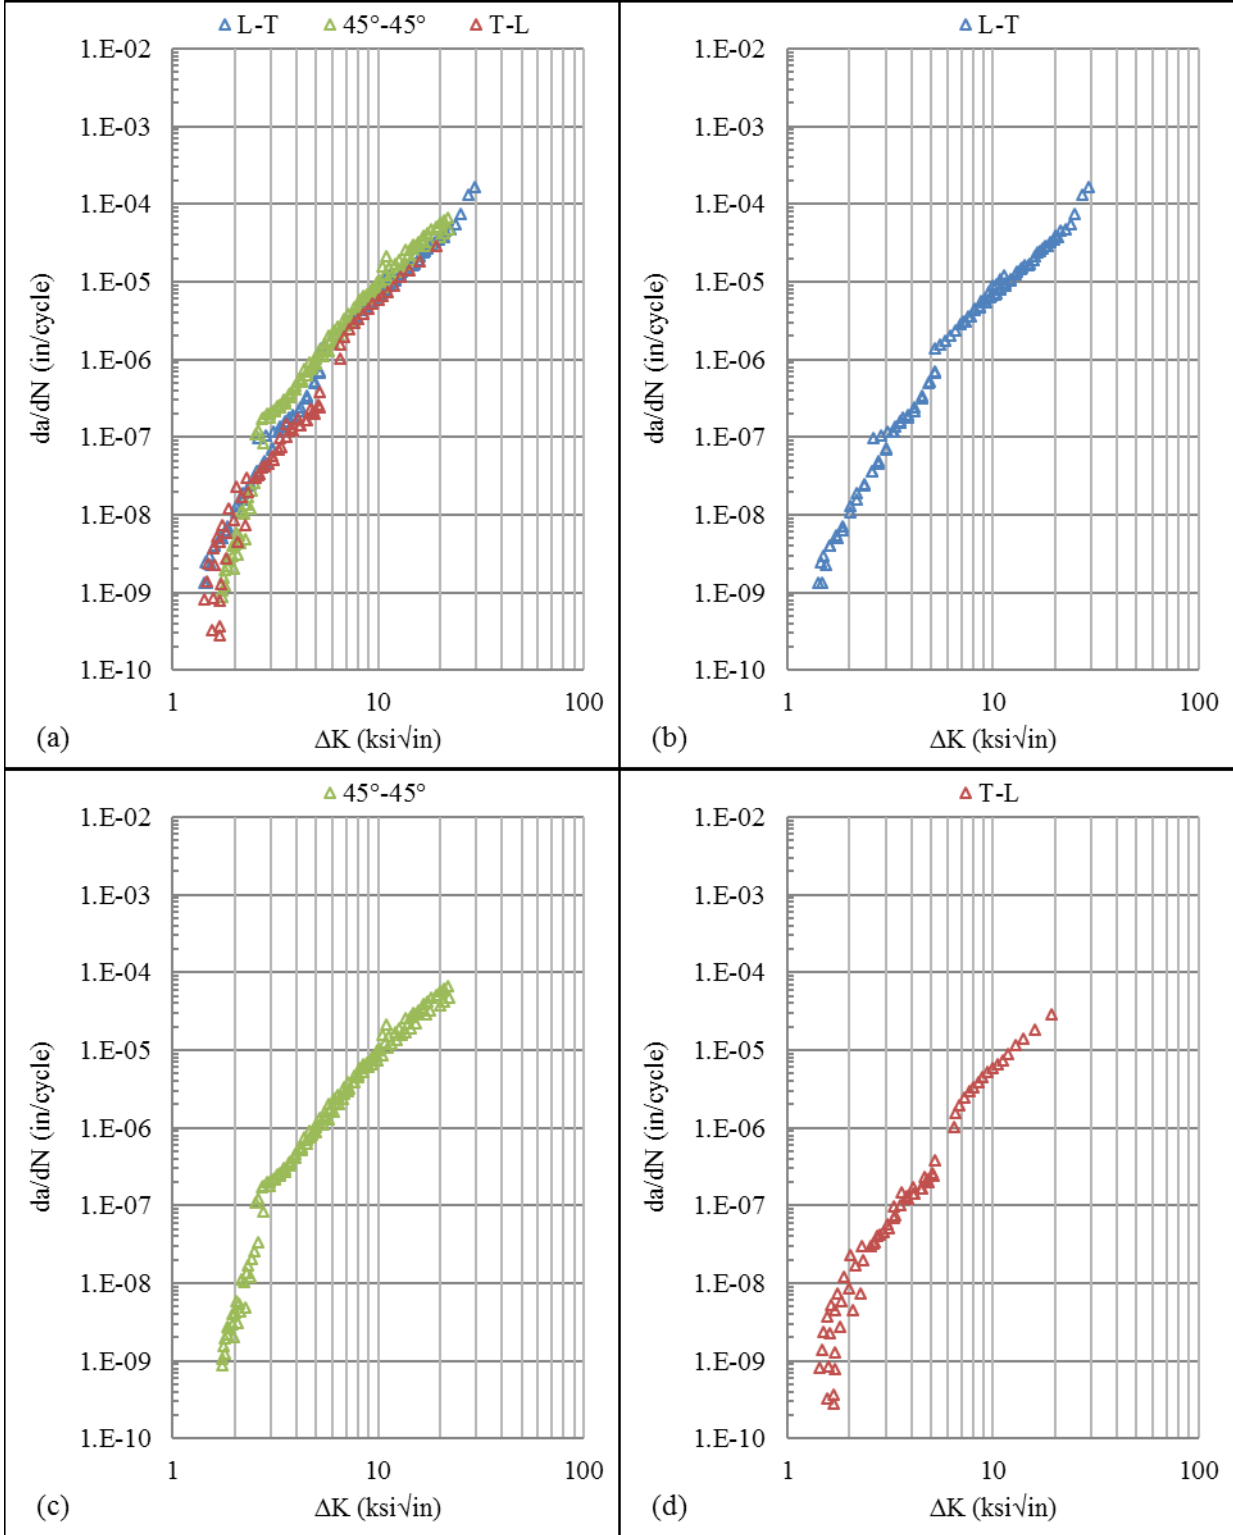 L-T 45°-45° T-L
1.E-02
1.E-03
1.E-04
1.E-05
1.E-06
1.E-07
1.E-08
1.E-09
1.E-10
da/dN (in/cycle)
1 10 100
ΔK (ksi√in)
(a)
L-T
1.E-02
1.E-03
1.E-04
1.E-05
1.E-06
1.E-07
1.E-08
1.E-09
1.E-10
da/dN (in/cycle)
1 10 100
ΔK (ksi√in)
(b)
45°-45°
1.E-02
1.E-03
1.E-04
1.E-05
1.E-06
1.E-07
1.E-08
1.E-09
1.E-10
da/dN (in/cycle)
1 10 100
ΔK (ksi√in)
(c)
T-L
1.E-02
1.E-03
1.E-04
1.E-05
1.E-06
1.E-07
1.E-08
1.E-09
1.E-10
da/dN (in/cycle)
1 10 100
ΔK (ksi√in)
(d)